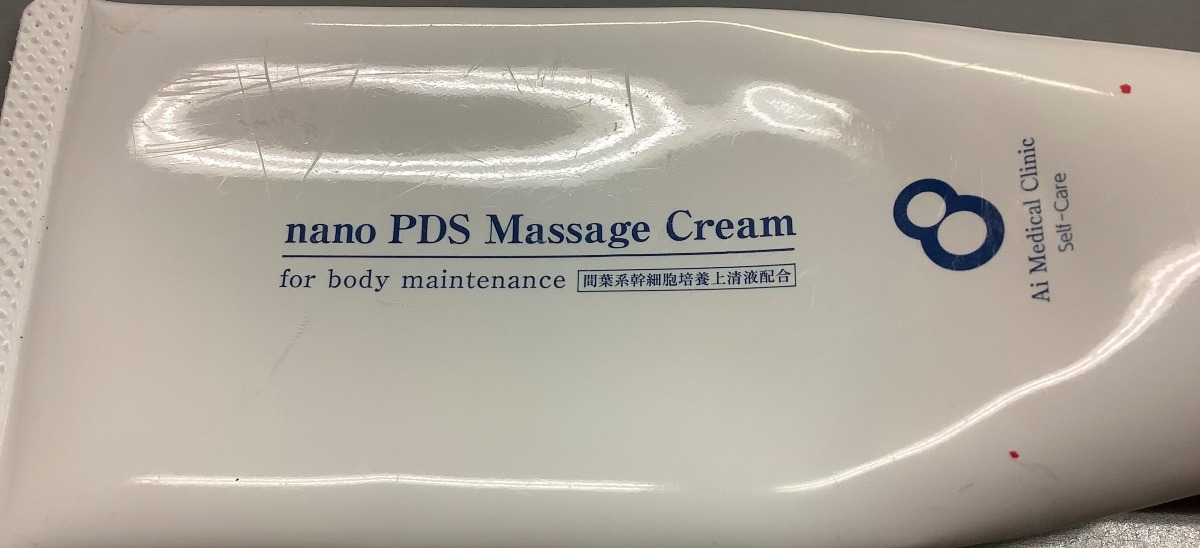 nano PDS Massage Cream
for body maintenance 間葉系幹細胞培養上清液配合
Ai Medical Clinic
Self-Care